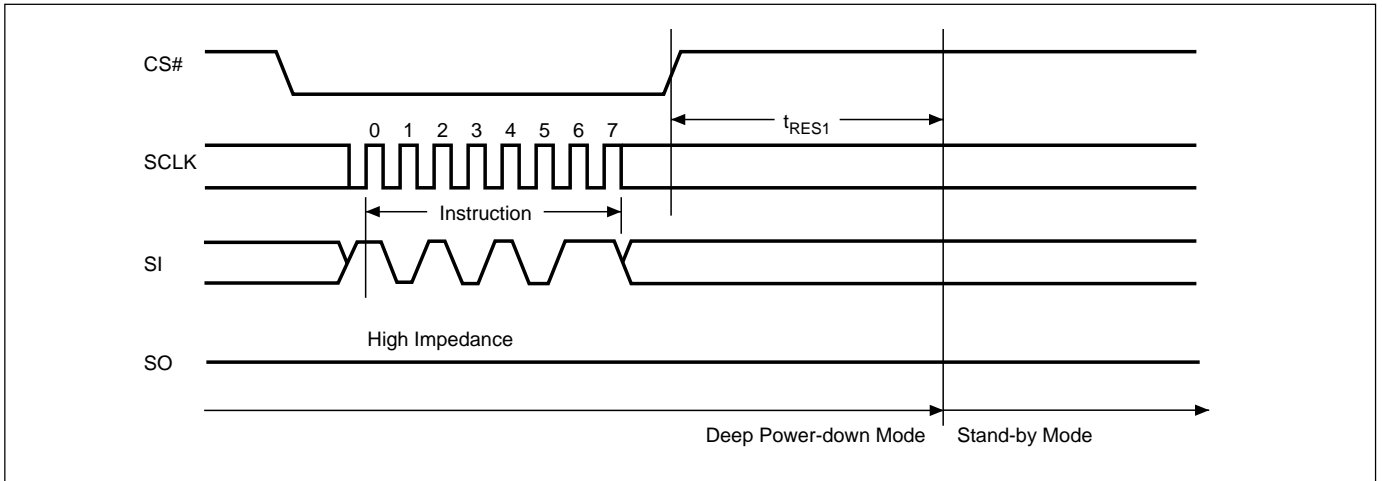 CS#
tRES1
0 1 2 3 4 5 6 7
SCLK
Instruction
SI
High Impedance
SO
Deep Power-down Mode Stand-by Mode